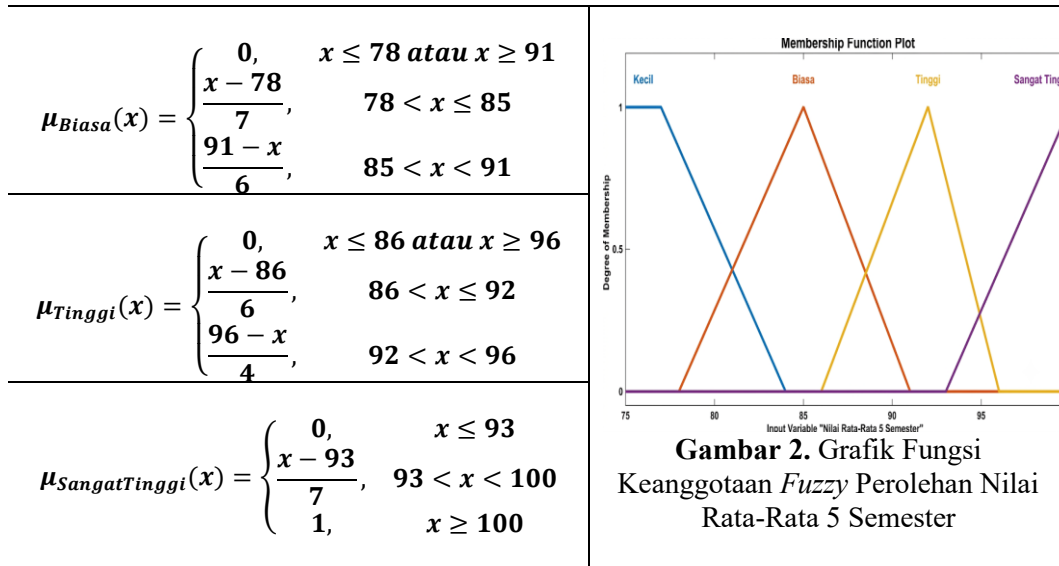 μ_Biasa(x) = { 0, x ≤ 78 atau x ≥ 91
(x − 78)/7, 78 < x ≤ 85
(91 − x)/6, 85 < x < 91
μ_Tinggi(x) = { 0, x ≤ 86 atau x ≥ 96
(x − 86)/6, 86 < x ≤ 92
(96 − x)/4, 92 < x < 96
μ_SangatTinggi(x) = { 0, x ≤ 93
(x − 93)/7, 93 < x < 100
1, x ≥ 100
Membership Function Plot
Kecil Biasa Tinggi Sangat Ting
1
0.5
0
Degree of Membership
75 80 85 90 95
Input Variable "Nilai Rata-Rata 5 Semester"
Gambar 2. Grafik Fungsi
Keanggotaan Fuzzy Perolehan Nilai
Rata-Rata 5 Semester